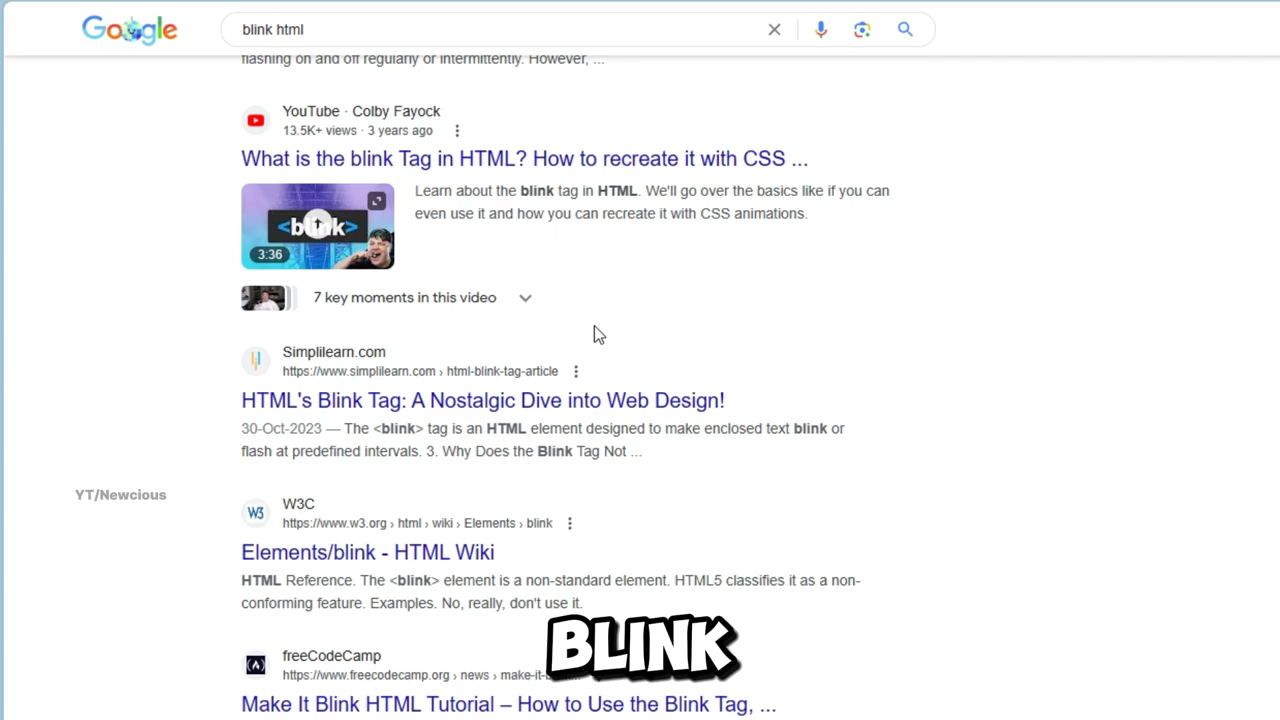 Google
blink html
flashing on and off regularly or intermittently. However, ...
YouTube · Colby Fayock
13.5K+ views · 3 years ago
What is the blink Tag in HTML? How to recreate it with CSS ...
<blink>
3:36
Learn about the blink tag in HTML. We'll go over the basics like if you can
even use it and how you can recreate it with CSS animations.
7 key moments in this video
Simplilearn.com
https://www.simplilearn.com › html-blink-tag-article
HTML's Blink Tag: A Nostalgic Dive into Web Design!
30-Oct-2023 — The <blink> tag is an HTML element designed to make enclosed text blink or
flash at predefined intervals. 3. Why Does the Blink Tag Not ...
YT/Newcious
W3C
W3
https://www.w3.org › html › wiki › Elements › blink
Elements/blink - HTML Wiki
HTML Reference. The <blink> element is a non-standard element. HTML5 classifies it as a non-
conforming feature. Examples. No, really, don't use it.
BLINK
freeCodeCamp
https://www.freecodecamp.org › news › make-it-
Make It Blink HTML Tutorial – How to Use the Blink Tag, ...